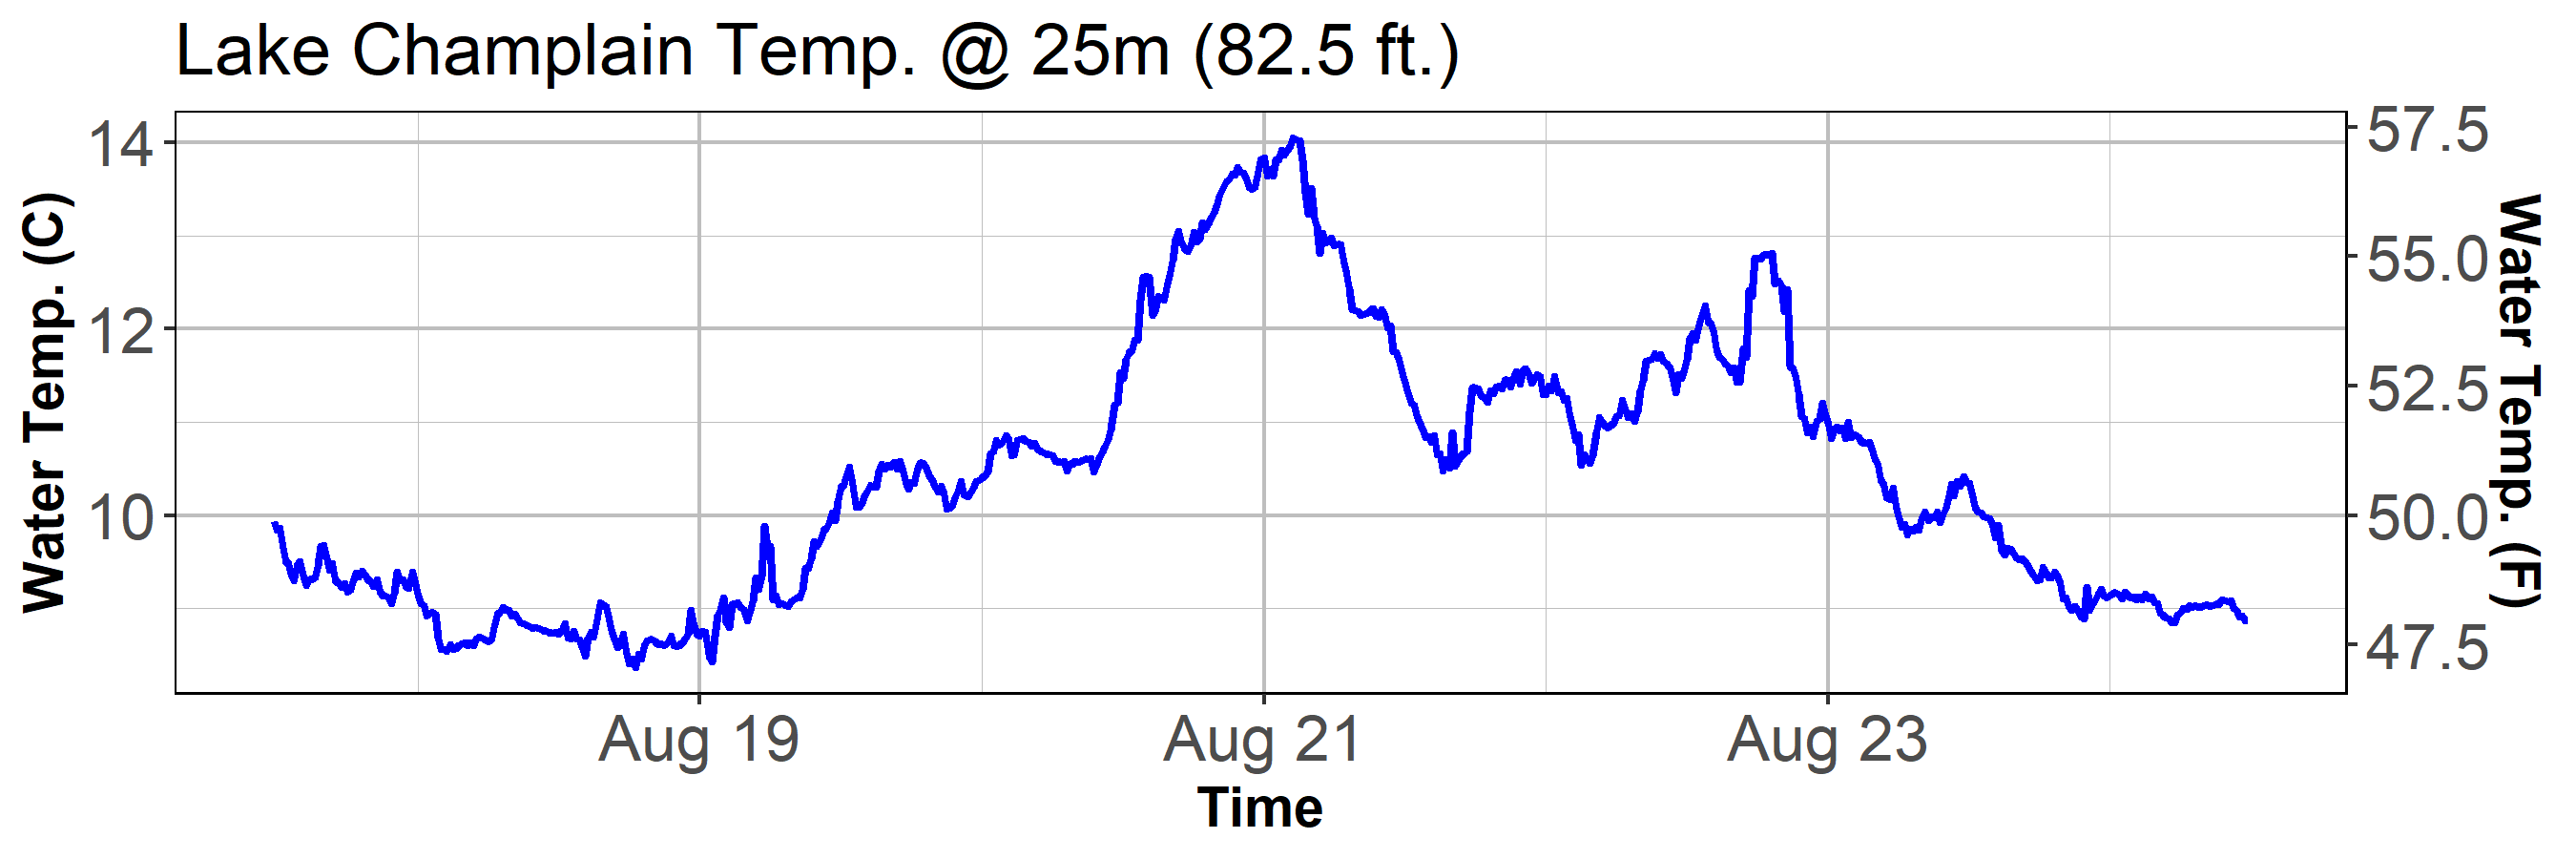 Lake Champlain Temp. @ 25m (82.5 ft.)
Water Temp. (C)
14
12
10
57.5
55.0
52.5
50.0
47.5
Water Temp. (F)
Aug 19
Aug 21
Aug 23
Time